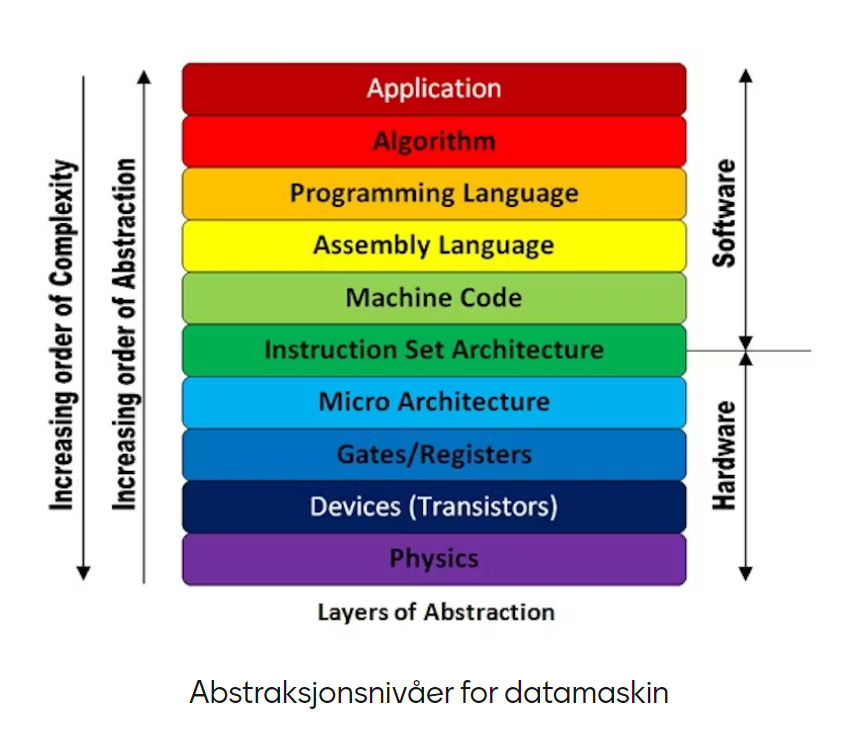 Increasing order of Complexity
Increasing order of Abstraction
Application
Algorithm
Programming Language
Assembly Language
Machine Code
Instruction Set Architecture
Micro Architecture
Gates/Registers
Devices (Transistors)
Physics
Software
Hardware
Layers of Abstraction
Abstraksjonsnivåer for datamaskin